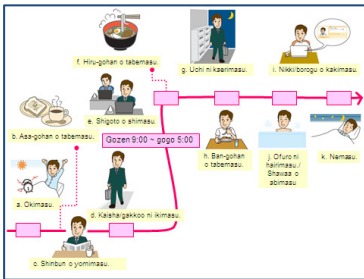 f. Hiru-gohan o tabemasu.
g. Uchi ni kaerimasu.
i. Nikki/borogu o kakimasu.
e. Shigoto o shimasu.
b. Asa-gohan o tabemasu.
Gozen 9:00 ~ gogo 5:00
h. Ban-gohan
o tabemasu.
j. Ofuro ni
hairimasu./
Shawaa o
abimasu
k. Nemasu.
a. Okimasu.
d. Kaisha/gakkoo ni ikimasu.
c. Shinbun o yomimasu.